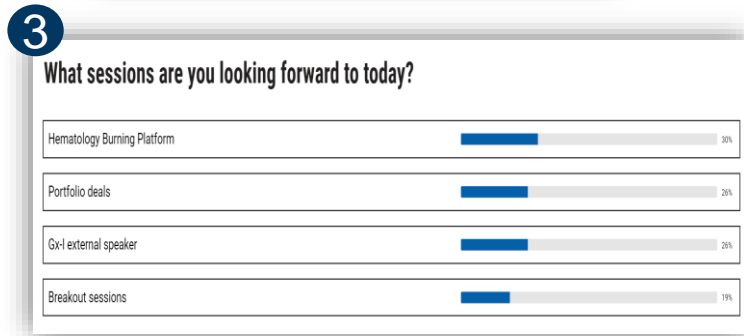 3
What sessions are you looking forward to today?
Hematology Burning Platform 30%
Portfolio deals 26%
Gx-I external speaker 26%
Breakout sessions 19%